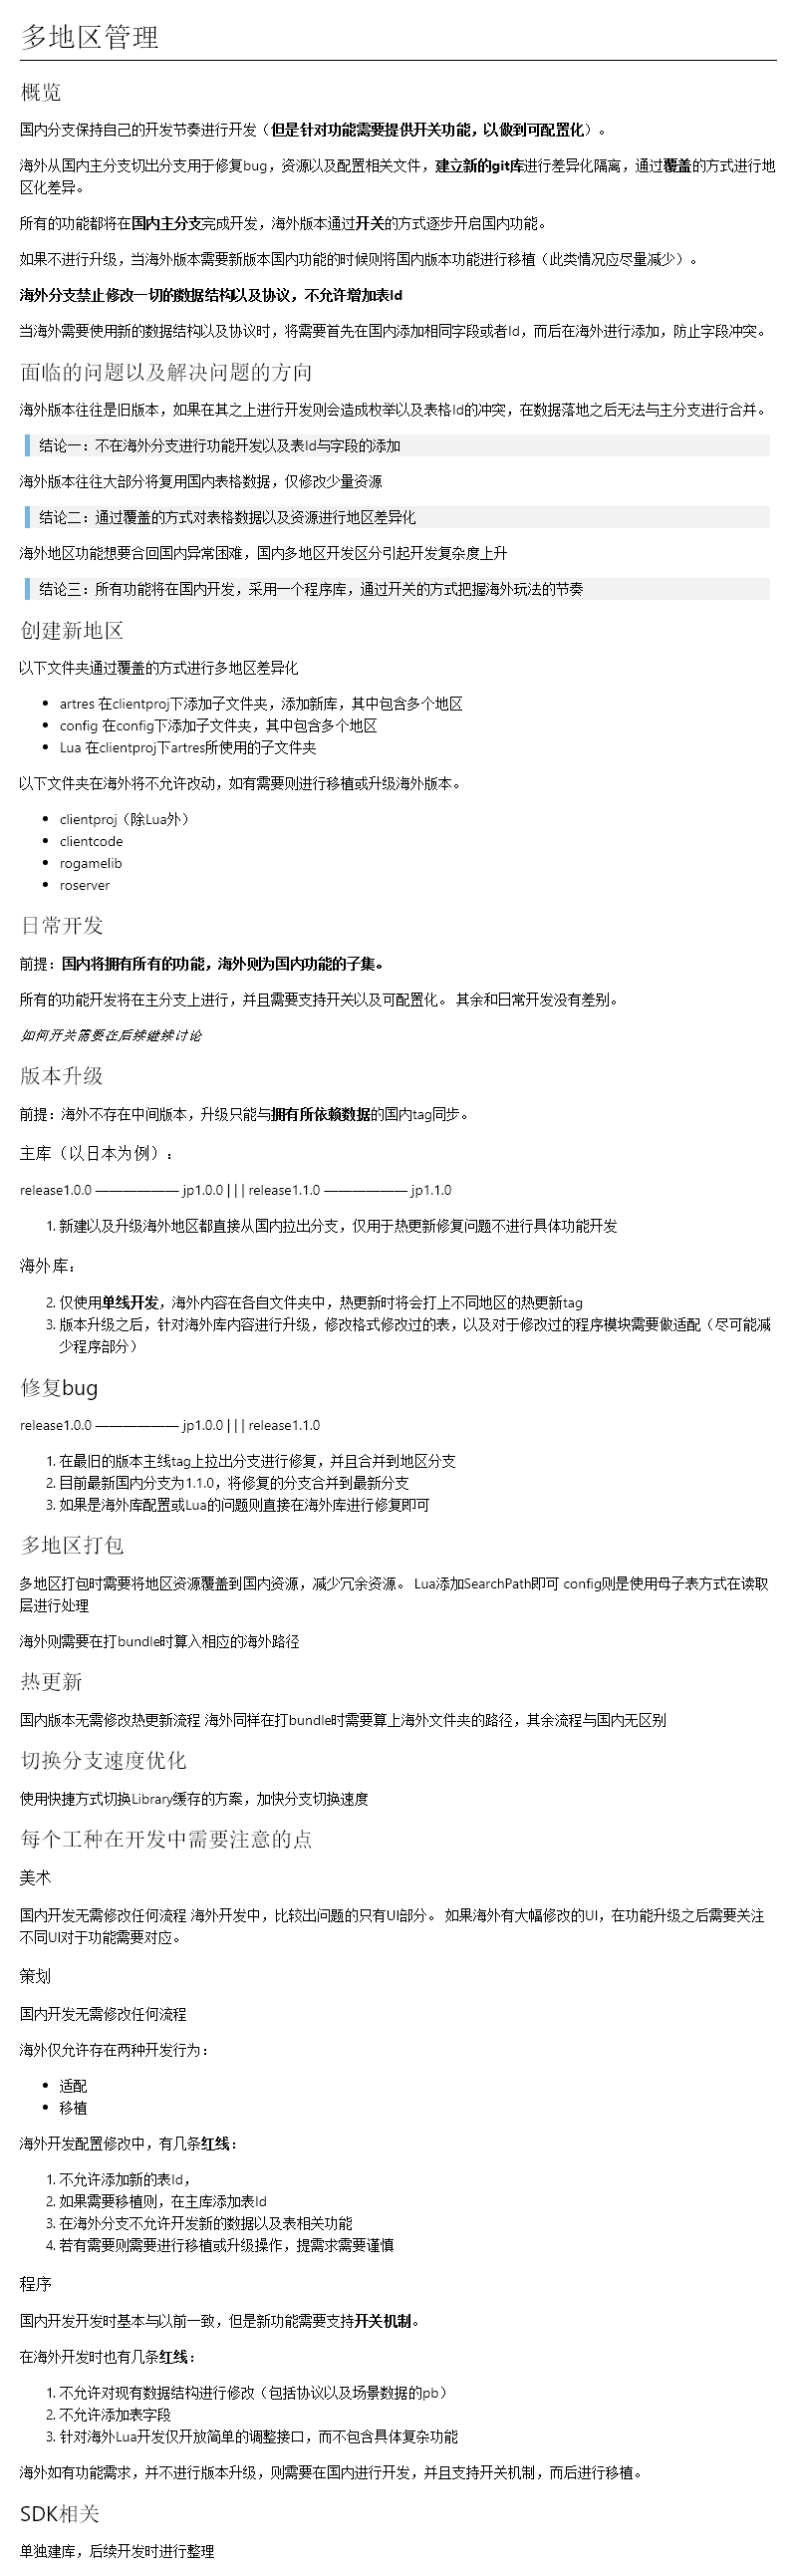 多地区管理
概览
国内分支保持自己的开发节奏进行开发（但是针对功能需要提供开关功能，以做到可配置化）。
海外从国内主分支切出分支用于修复bug，资源以及配置相关文件，建立新的git库进行差异化隔离，通过覆盖的方式进行地
区化差异。
所有的功能都将在国内主分支完成开发，海外版本通过开关的方式逐步开启国内功能。
如果不进行升级，当海外版本需要新版本国内功能的时候则将国内版本功能进行移植（此类情况应尽量减少）。
海外分支禁止修改一切的数据结构以及协议，不允许增加表Id
当海外需要使用新的数据结构以及协议时，将需要首先在国内添加相同字段或者Id，而后在海外进行添加，防止字段冲突。
面临的问题以及解决问题的方向
海外版本往往是旧版本，如果在其之上进行开发则会造成枚举以及表格Id的冲突，在数据落地之后无法与主分支进行合并。
结论一：不在海外分支进行功能开发以及表Id与字段的添加
海外版本往往大部分将复用国内表格数据，仅修改少量资源
结论二：通过覆盖的方式对表格数据以及资源进行地区差异化
海外地区功能想要合回国内异常困难，国内多地区开发区分引起开发复杂度上升
结论三：所有功能将在国内开发，采用一个程序库，通过开关的方式把握海外玩法的节奏
创建新地区
以下文件夹通过覆盖的方式进行多地区差异化
• artres 在clientproj下添加子文件夹，添加新库，其中包含多个地区
• config 在config下添加子文件夹，其中包含多个地区
• Lua 在clientproj下artres所使用的子文件夹
以下文件夹在海外将不允许改动，如有需要则进行移植或升级海外版本。
• clientproj（除Lua外）
• clientcode
• rogamelib
• roserver
日常开发
前提：国内将拥有所有的功能，海外则为国内功能的子集。
所有的功能开发将在主分支上进行，并且需要支持开关以及可配置化。 其余和日常开发没有差别。
如何开关需要在后续继续讨论
版本升级
前提：海外不存在中间版本，升级只能与拥有所依赖数据的国内tag同步。
主库（以日本为例）：
release1.0.0 —————— jp1.0.0 | | | release1.1.0 —————— jp1.1.0
1. 新建以及升级海外地区都直接从国内拉出分支，仅用于热更新修复问题不进行具体功能开发
海外库：
2. 仅使用单线开发，海外内容在各自文件夹中，热更新时将会打上不同地区的热更新tag
3. 版本升级之后，针对海外库内容进行升级，修改格式修改过的表，以及对于修改过的程序模块需要做适配（尽可能减
少程序部分）
修复bug
release1.0.0 —————— jp1.0.0 | | | release1.1.0
1. 在最旧的版本主线tag上拉出分支进行修复，并且合并到地区分支
2. 目前最新国内分支为1.1.0，将修复的分支合并到最新分支
3. 如果是海外库配置或Lua的问题则直接在海外库进行修复即可
多地区打包
多地区打包时需要将地区资源覆盖到国内资源，减少冗余资源。 Lua添加SearchPath即可 config则是使用母子表方式在读取
层进行处理
海外则需要在打bundle时算入相应的海外路径
热更新
国内版本无需修改热更新流程 海外同样在打bundle时需要算上海外文件夹的路径，其余流程与国内无区别
切换分支速度优化
使用快捷方式切换Library缓存的方案，加快分支切换速度
每个工种在开发中需要注意的点
美术
国内开发无需修改任何流程 海外开发中，比较出问题的只有UI部分。 如果海外有大幅修改的UI，在功能升级之后需要关注
不同UI对于功能需要对应。
策划
国内开发无需修改任何流程
海外仅允许存在两种开发行为：
• 适配
• 移植
海外开发配置修改中，有几条红线：
1. 不允许添加新的表Id，
2. 如果需要移植则，在主库添加表Id
3. 在海外分支不允许开发新的数据以及表相关功能
4. 若有需要则需要进行移植或升级操作，提需求需要谨慎
程序
国内开发开发时基本与以前一致，但是新功能需要支持开关机制。
在海外开发时也有几条红线：
1. 不允许对现有数据结构进行修改（包括协议以及场景数据的pb）
2. 不允许添加表字段
3. 针对海外Lua开发仅开放简单的调整接口，而不包含具体复杂功能
海外如有功能需求，并不进行版本升级，则需要在国内进行开发，并且支持开关机制，而后进行移植。
SDK相关
单独建库，后续开发时进行整理